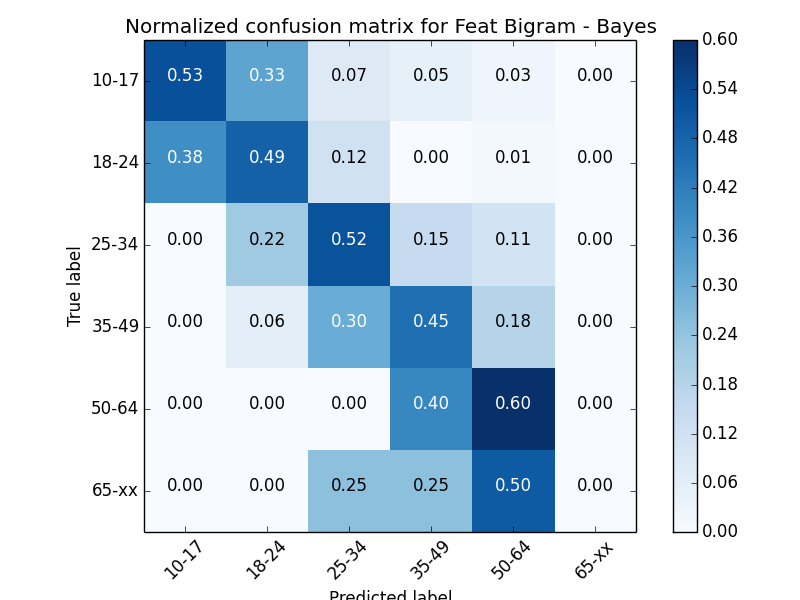 Normalized confusion matrix for Feat Bigram - Bayes
True label
10-17 0.53 0.33 0.07 0.05 0.03 0.00
18-24 0.38 0.49 0.12 0.00 0.01 0.00
25-34 0.00 0.22 0.52 0.15 0.11 0.00
35-49 0.00 0.06 0.30 0.45 0.18 0.00
50-64 0.00 0.00 0.00 0.40 0.60 0.00
65-xx 0.00 0.00 0.25 0.25 0.50 0.00
10-17 18-24 25-34 35-49 50-64 65-xx
Predicted label
0.60
0.54
0.48
0.42
0.36
0.30
0.24
0.18
0.12
0.06
0.00